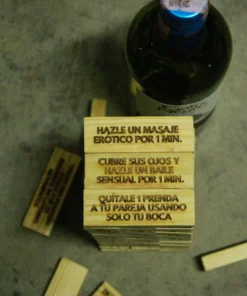 HAZLE UN MASAJE
ERÓTICO POR 1 MIN.
CUBRE SUS OJOS Y
HAZLE UN BAILE
SENSUAL POR 1 MIN.
QUÍTALE 1 PRENDA
A TU PAREJA USANDO
SOLO TU BOCA